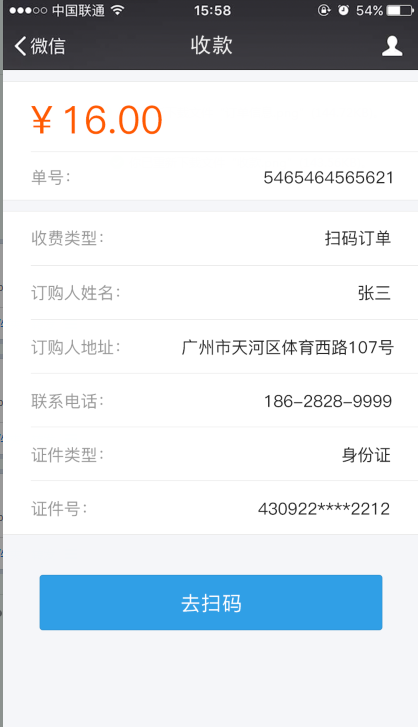 中国联通 15:58 54%
微信 收款
¥ 16.00
单号: 5465464565621
收费类型: 扫码订单
订购人姓名: 张三
订购人地址: 广州市天河区体育西路107号
联系电话: 186-2828-9999
证件类型: 身份证
证件号: 430922****2212
去扫码